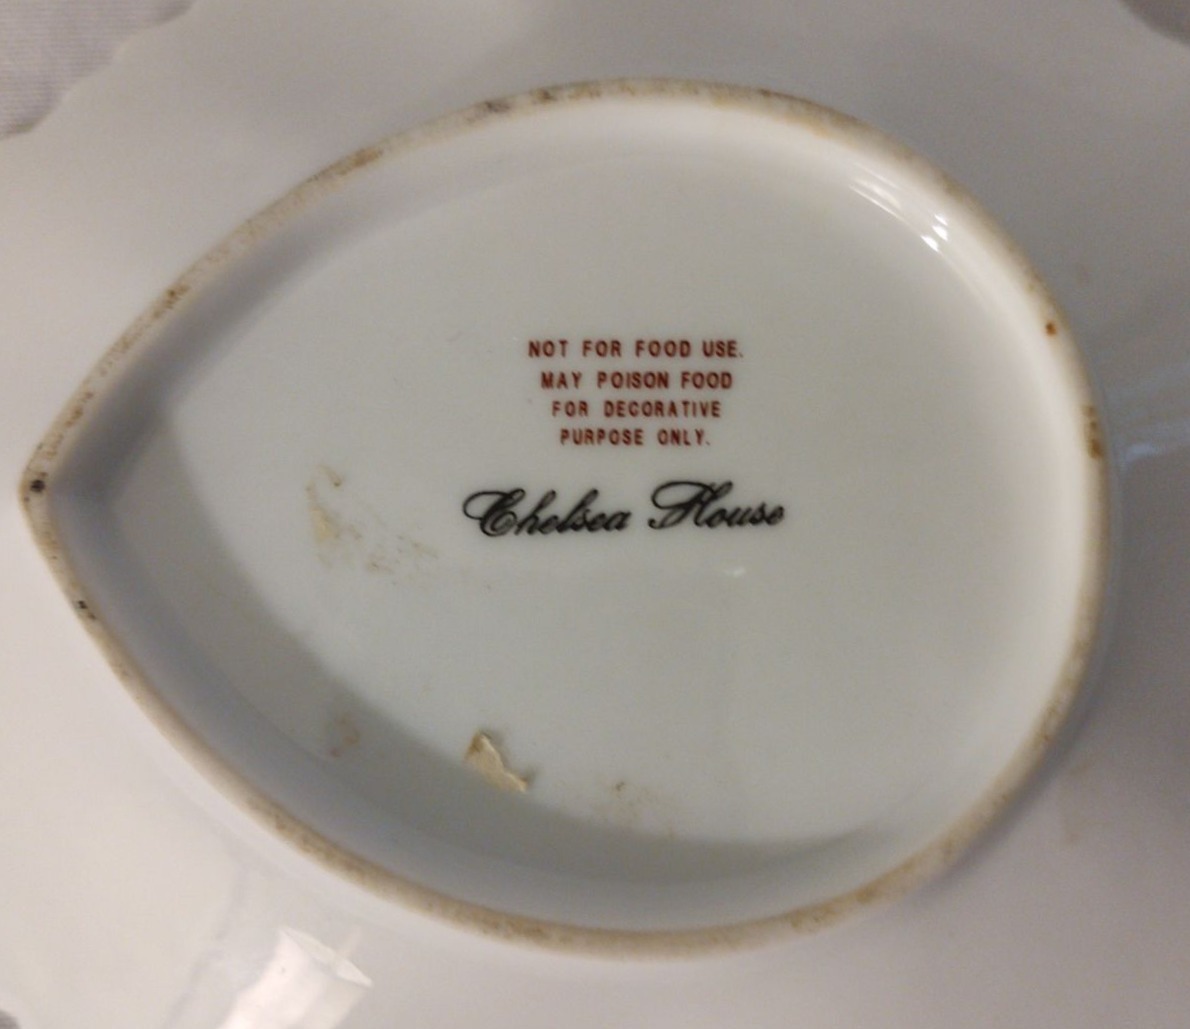 NOT FOR FOOD USE.
MAY POISON FOOD
FOR DECORATIVE
PURPOSE ONLY.
Chelsea House